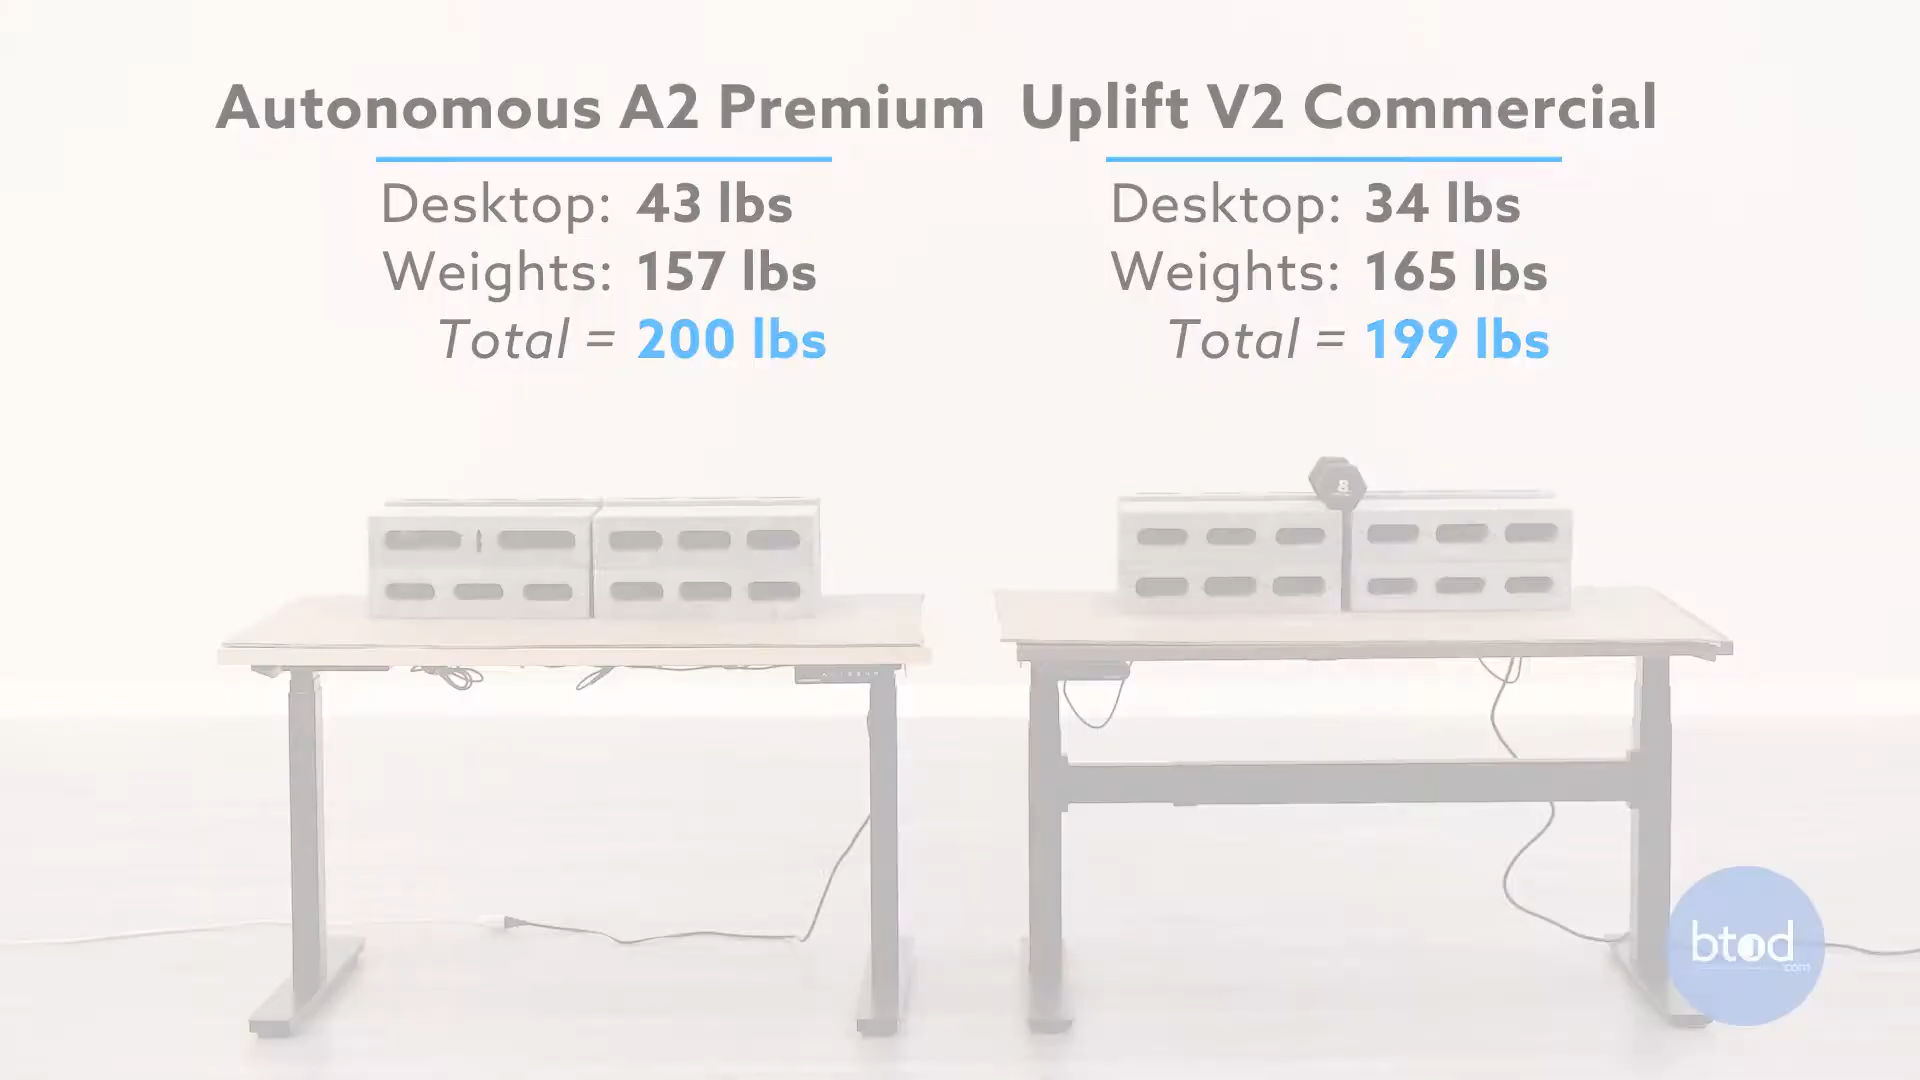 Autonomous A2 Premium
Desktop: 43 lbs
Weights: 157 lbs
Total = 200 lbs
Uplift V2 Commercial
Desktop: 34 lbs
Weights: 165 lbs
Total = 199 lbs
8
btod
.com